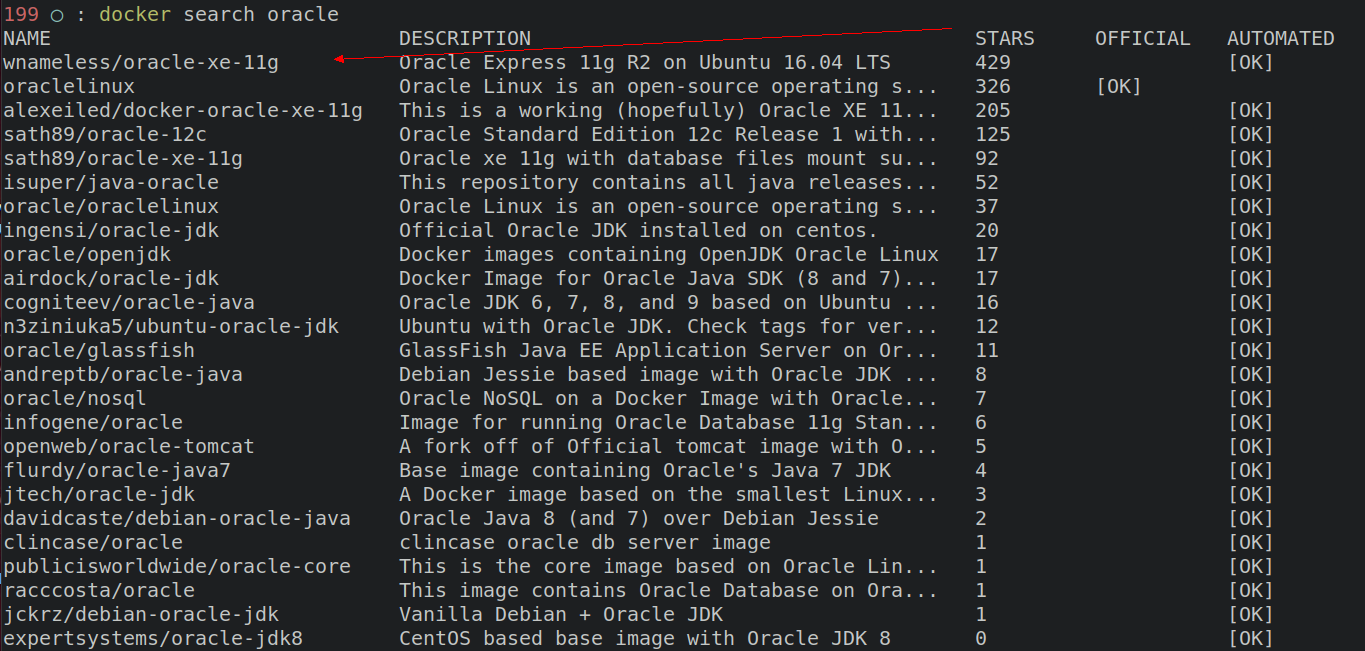 199 ○ : docker search oracle
NAME DESCRIPTION STARS OFFICIAL AUTOMATED
wnameless/oracle-xe-11g Oracle Express 11g R2 on Ubuntu 16.04 LTS 429 [OK]
oraclelinux Oracle Linux is an open-source operating s... 326 [OK]
alexeiled/docker-oracle-xe-11g This is a working (hopefully) Oracle XE 11... 205 [OK]
sath89/oracle-12c Oracle Standard Edition 12c Release 1 with... 125 [OK]
sath89/oracle-xe-11g Oracle xe 11g with database files mount su... 92 [OK]
isuper/java-oracle This repository contains all java releases... 52 [OK]
oracle/oraclelinux Oracle Linux is an open-source operating s... 37 [OK]
ingensi/oracle-jdk Official Oracle JDK installed on centos. 20 [OK]
oracle/openjdk Docker images containing OpenJDK Oracle Linux 17 [OK]
airdock/oracle-jdk Docker Image for Oracle Java SDK (8 and 7)... 17 [OK]
cogniteev/oracle-java Oracle JDK 6, 7, 8, and 9 based on Ubuntu ... 16 [OK]
n3ziniuka5/ubuntu-oracle-jdk Ubuntu with Oracle JDK. Check tags for ver... 12 [OK]
oracle/glassfish GlassFish Java EE Application Server on Or... 11 [OK]
andreptb/oracle-java Debian Jessie based image with Oracle JDK ... 8 [OK]
oracle/nosql Oracle NoSQL on a Docker Image with Oracle... 7 [OK]
infogene/oracle Image for running Oracle Database 11g Stan... 6 [OK]
openweb/oracle-tomcat A fork off of Official tomcat image with O... 5 [OK]
flurdy/oracle-java7 Base image containing Oracle's Java 7 JDK 4 [OK]
jtech/oracle-jdk A Docker image based on the smallest Linux... 3 [OK]
davidcaste/debian-oracle-java Oracle Java 8 (and 7) over Debian Jessie 2 [OK]
clincase/oracle clincase oracle db server image 1 [OK]
publicisworldwide/oracle-core This is the core image based on Oracle Lin... 1 [OK]
racccosta/oracle This image contains Oracle Database on Ora... 1 [OK]
jckrz/debian-oracle-jdk Vanilla Debian + Oracle JDK 1 [OK]
expertsystems/oracle-jdk8 CentOS based base image with Oracle JDK 8 0 [OK]